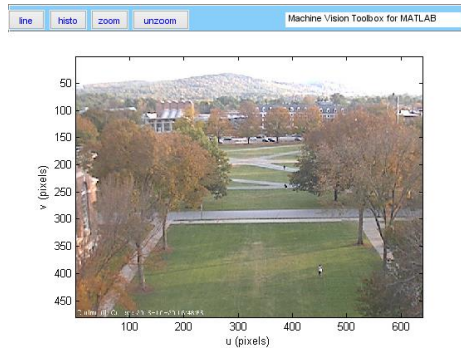 line histo zoom unzoom Machine Vision Toolbox for MATLAB
50
100
150
200
250
300
350
400
450
v (pixels)
100 200 300 400 500 600
u (pixels)